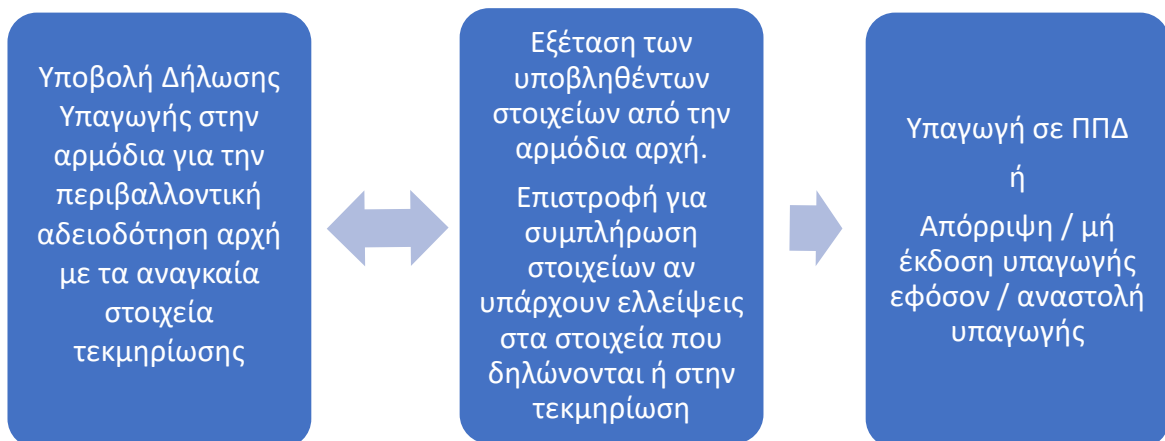 Υποβολή Δήλωσης
Υπαγωγής στην
αρμόδια για την
περιβαλλοντική
αδειοδότηση αρχή
με τα αναγκαία
στοιχεία
τεκμηρίωσης
Εξέταση των
υποβληθέντων
στοιχείων από την
αρμόδια αρχή.
Επιστροφή για
συμπλήρωση
στοιχείων αν
υπάρχουν ελλείψεις
στα στοιχεία που
δηλώνονται ή στην
τεκμηρίωση
Υπαγωγή σε ΠΠΔ
ή
Απόρριψη / μή
έκδοση υπαγωγής
εφόσον / αναστολή
υπαγωγής